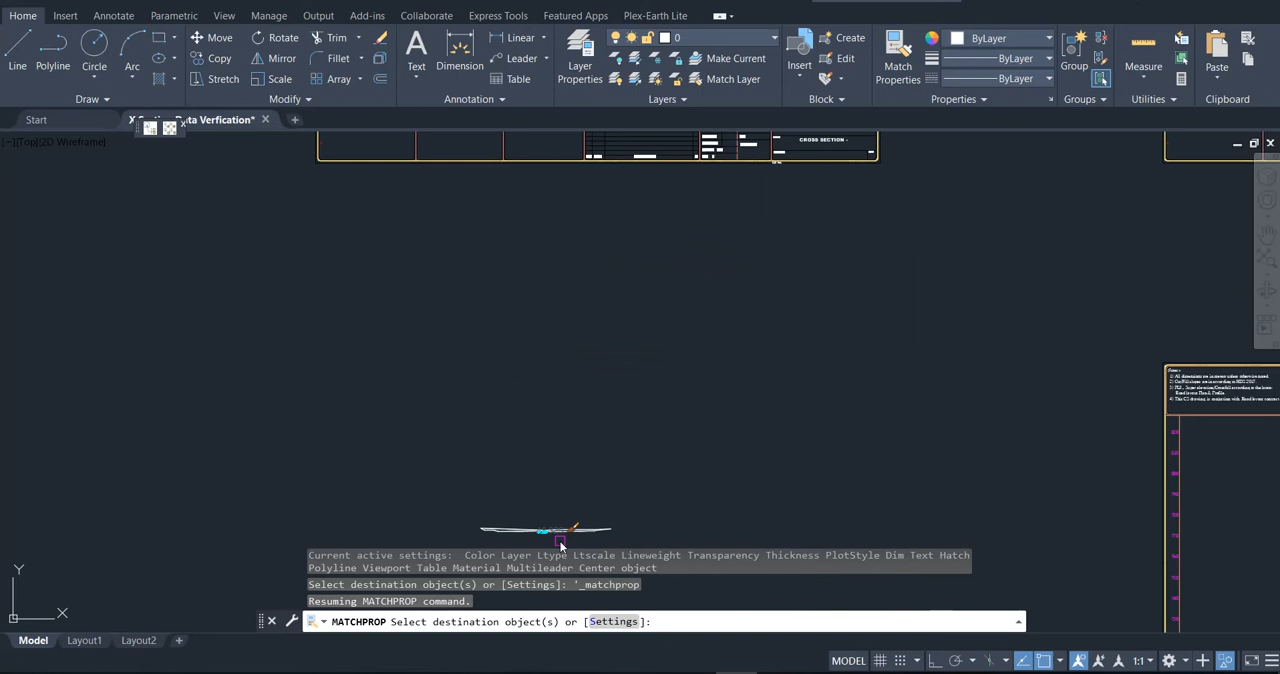 Home Insert Annotate Parametric View Manage Output Add-ins Collaborate Express Tools Featured Apps Plex-Earth Lite
Line Polyline Circle Arc
Move Rotate Trim
Copy Mirror Fillet
Stretch Scale Array
Text Dimension
Linear
Leader
Table
Layer Properties
0
Make Current
Match Layer
Insert
Create
Edit
Match Properties
ByLayer
ByLayer
ByLayer
Group
Measure
Paste
Draw Modify Annotation Layers Block Properties Groups Utilities Clipboard
Start X Section Data Verfication*
[−][Top][2D Wireframe]
CROSS SECTION -
Current active settings: Color Layer Ltype Ltscale Lineweight Transparency Thickness PlotStyle Dim Text Hatch
Polyline Viewport Table Material Multileader Center object
Select destination object(s) or [Settings]: '_matchprop
Resuming MATCHPROP command.
MATCHPROP Select destination object(s) or [Settings]:
Y
X
Model Layout1 Layout2
MODEL 1:1